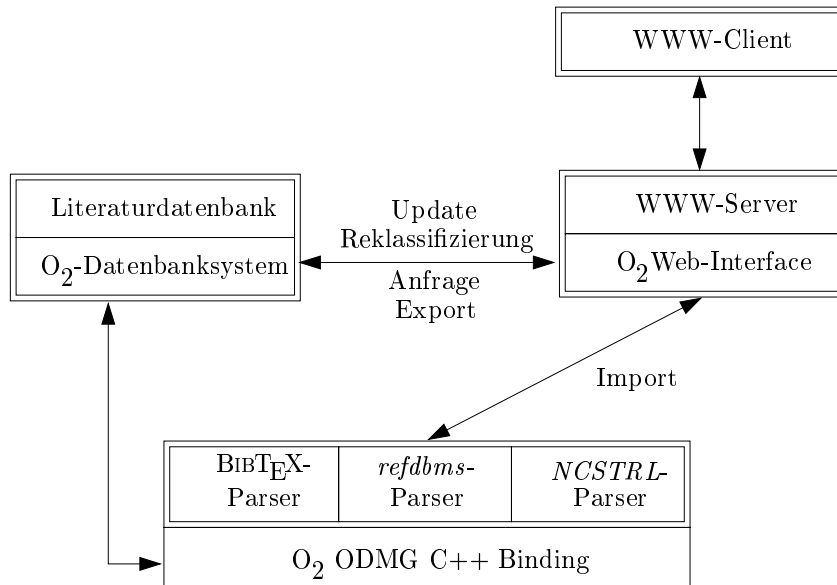 WWW-Client
Literaturdatenbank
O₂-Datenbanksystem
Update
Reklassifizierung
Anfrage
Export
WWW-Server
O₂Web-Interface
Import
BIBTEX-
Parser
refdbms-
Parser
NCSTRL-
Parser
O₂ ODMG C++ Binding